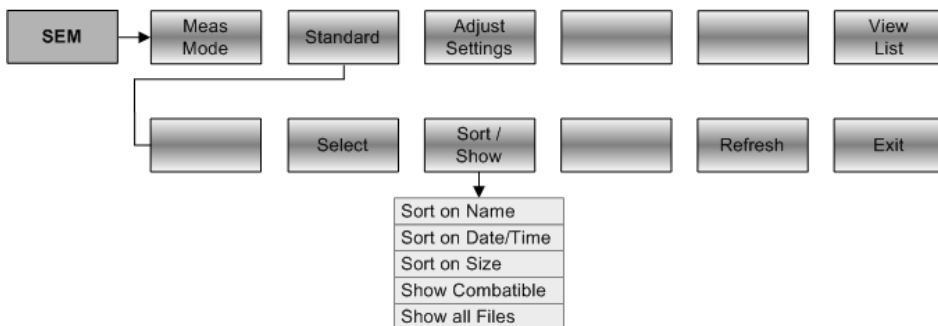 SEM
Meas
Mode
Standard
Adjust
Settings
View
List
Select
Sort /
Show
Refresh
Exit
Sort on Name
Sort on Date/Time
Sort on Size
Show Combatible
Show all Files